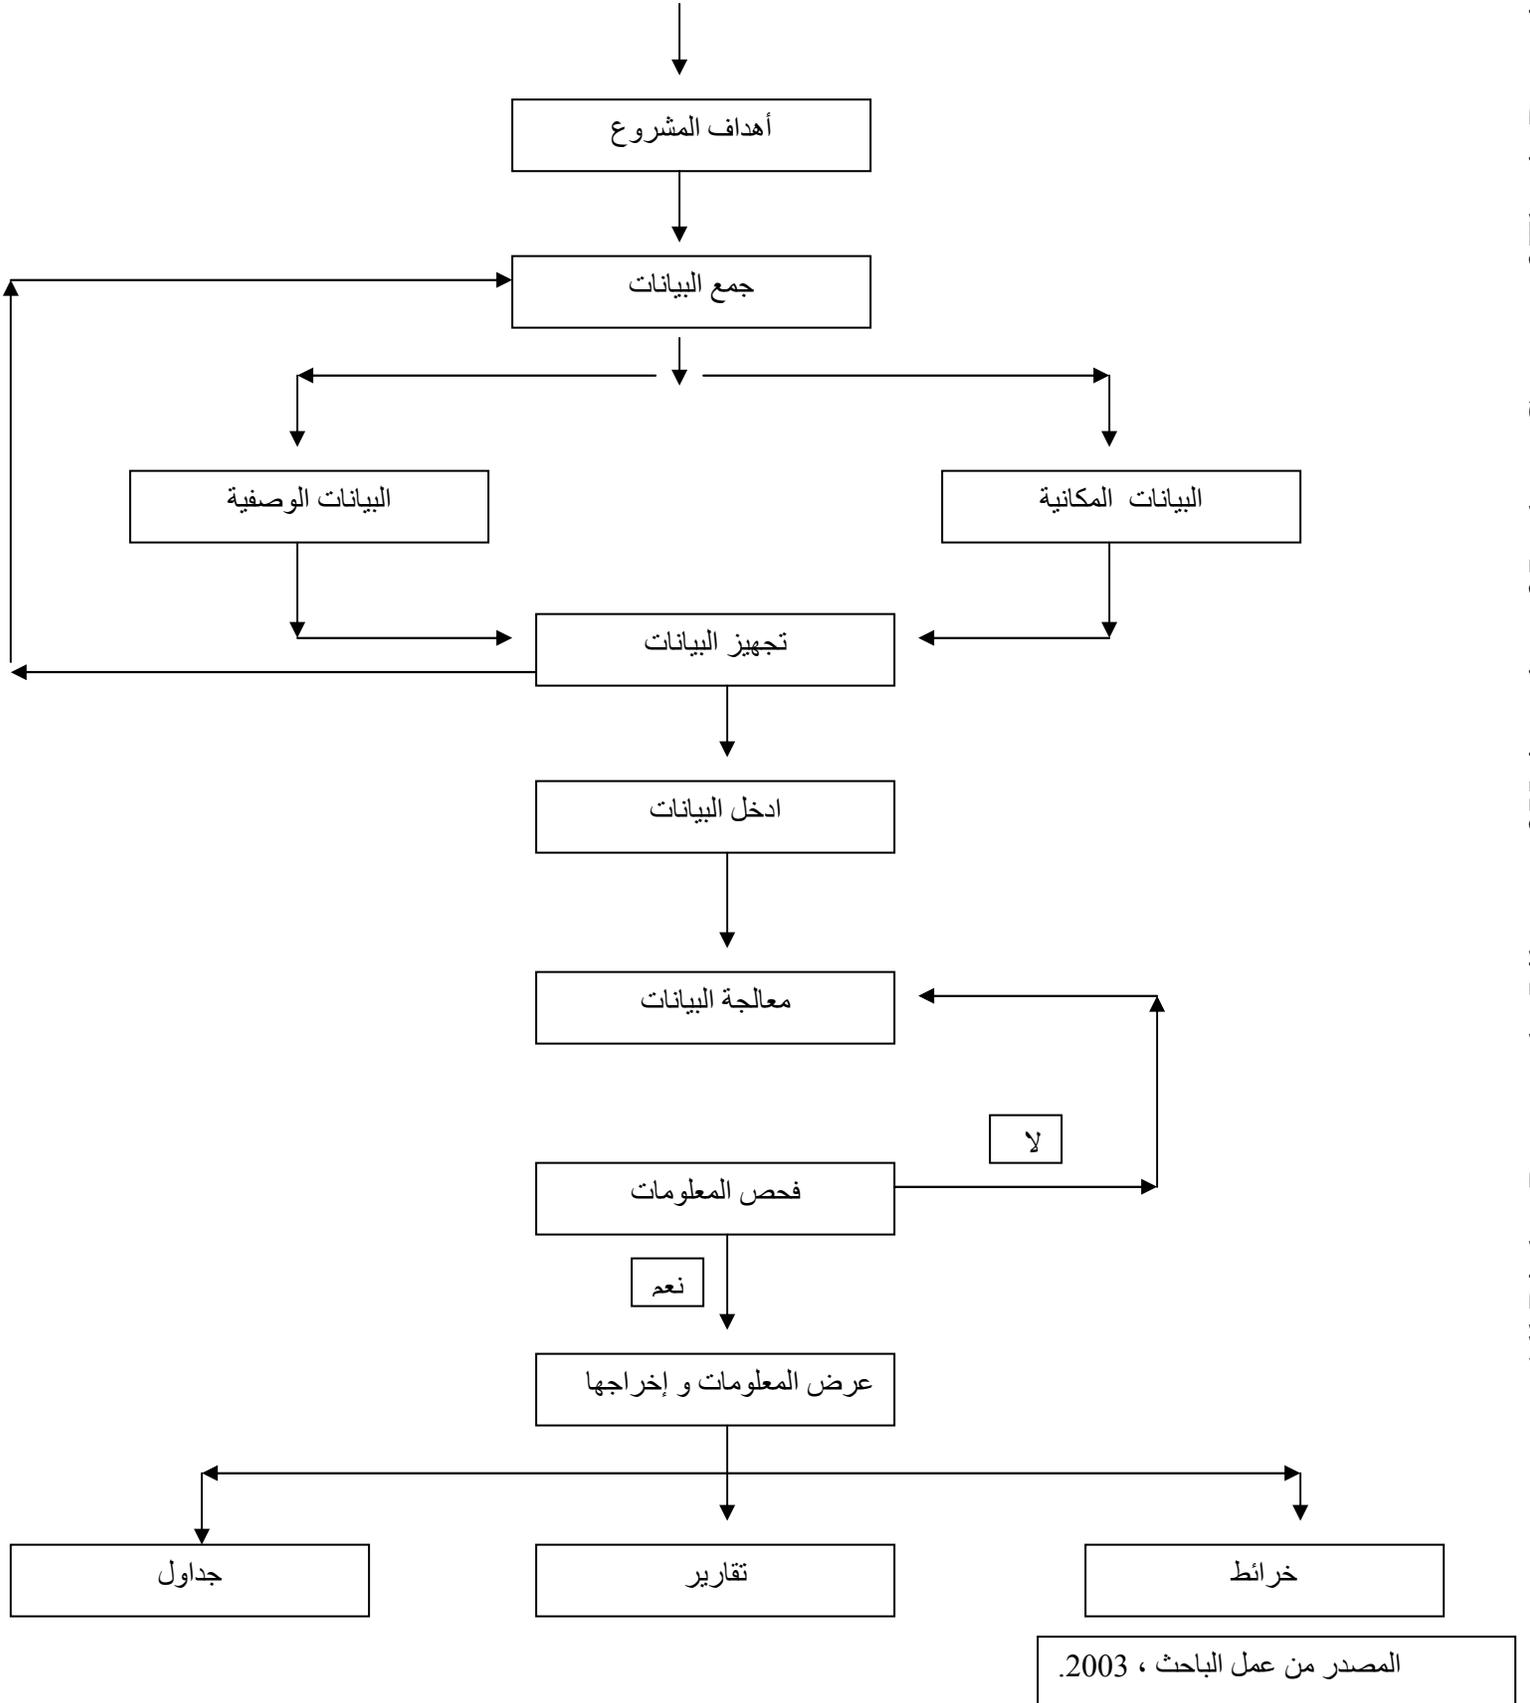 أهداف المشروع
جمع البيانات
البيانات المكانية
البيانات الوصفية
تجهيز البيانات
ادخل البيانات
معالجة البيانات
لا
فحص المعلومات
نعم
عرض المعلومات و إخراجها
خرائط
تقارير
جداول
المصدر من عمل الباحث ، 2003.